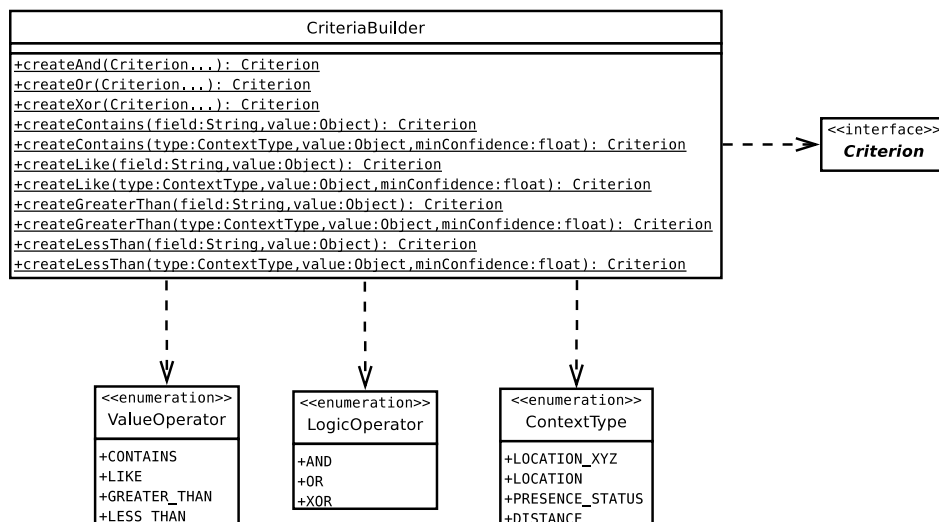 CriteriaBuilder
+createAnd(Criterion...): Criterion
+createOr(Criterion...): Criterion
+createXor(Criterion...): Criterion
+createContains(field:String,value:Object): Criterion
+createContains(type:ContextType,value:Object,minConfidence:float): Criterion
+createLike(field:String,value:Object): Criterion
+createLike(type:ContextType,value:Object,minConfidence:float): Criterion
+createGreaterThan(field:String,value:Object): Criterion
+createGreaterThan(type:ContextType,value:Object,minConfidence:float): Criterion
+createLessThan(field:String,value:Object): Criterion
+createLessThan(type:ContextType,value:Object,minConfidence:float): Criterion
<<interface>>
Criterion
<<enumeration>>
ValueOperator
+CONTAINS
+LIKE
+GREATER_THAN
+LESS_THAN
<<enumeration>>
LogicOperator
+AND
+OR
+XOR
<<enumeration>>
ContextType
+LOCATION_XYZ
+LOCATION
+PRESENCE_STATUS
+DISTANCE